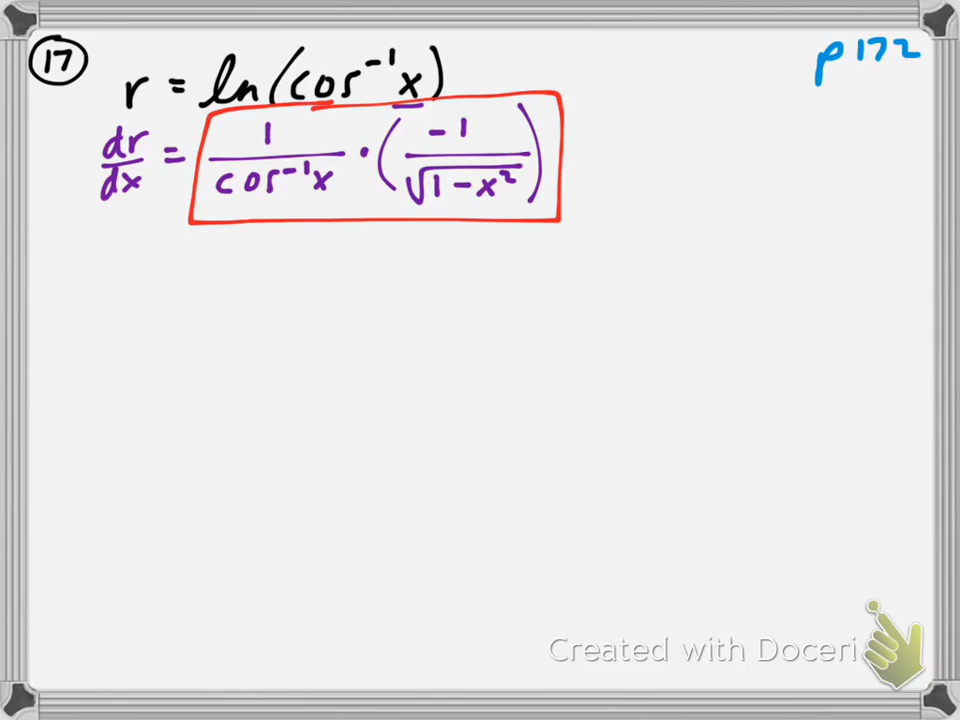 17 r = ln(cos⁻¹x) p 172
dr/dx = 1/cos⁻¹x · (-1/√(1-x²))
Created with Doceri